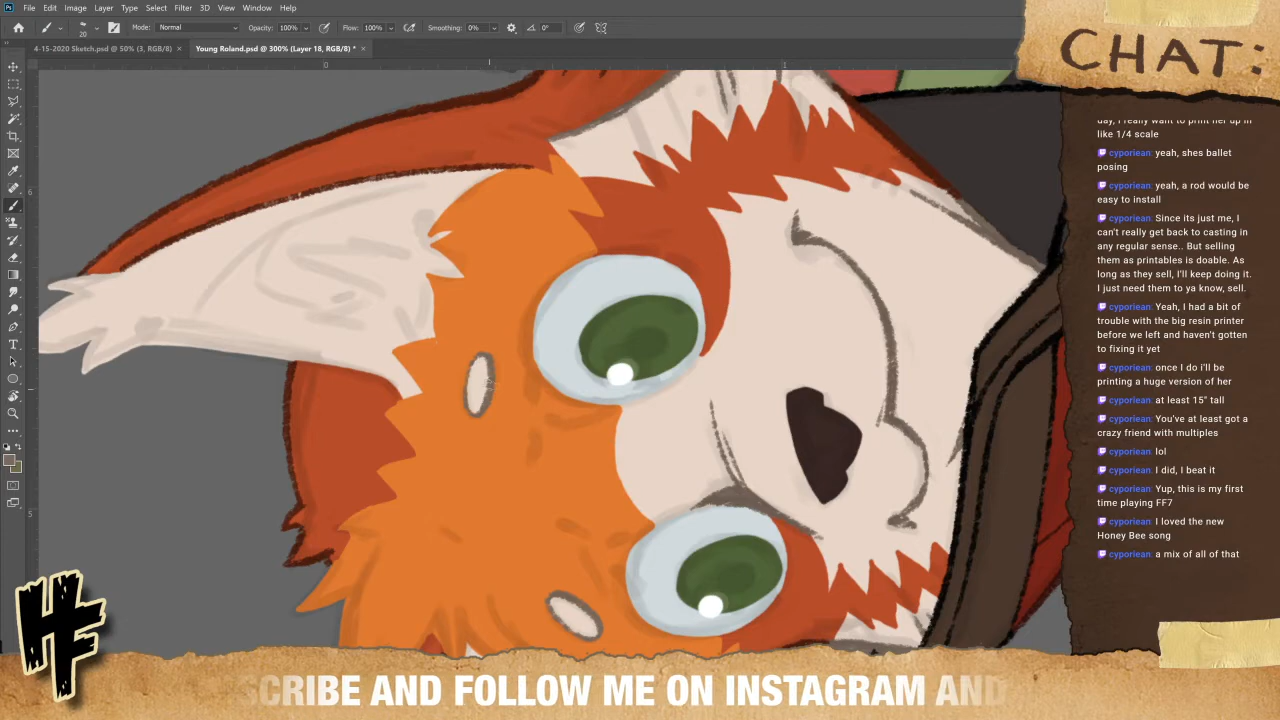 Ps File Edit Image Layer Type Select Filter 3D View Window Help
20 Mode: Normal Opacity: 100% Flow: 100% Smoothing: 0% 0°
4-15-2020 Sketch.psd @ 50% (3, RGB/8) × Young Roland.psd @ 300% (Layer 18, RGB/8) * ×
0 1
6
5
CHAT:
day, I really want to print her up in
like 1/4 scale
cyporiean: yeah, shes ballet
posing
cyporiean: yeah, a rod would be
easy to install
cyporiean: Since its just me, I
can't really get back to casting in
any regular sense.. But selling
them as printables is doable. As
long as they sell, I'll keep doing it.
I just need them to ya know, sell.
cyporiean: Yeah, I had a bit of
trouble with the big resin printer
before we left and haven't gotten
to fixing it yet
cyporiean: once I do i'll be
printing a huge version of her
cyporiean: at least 15" tall
cyporiean: You've at least got a
crazy friend with multiples
cyporiean: lol
cyporiean: I did, I beat it
cyporiean: Yup, this is my first
time playing FF7
cyporiean: I loved the new
Honey Bee song
cyporiean: a mix of all of that
HF
SCRIBE AND FOLLOW ME ON INSTAGRAM AND